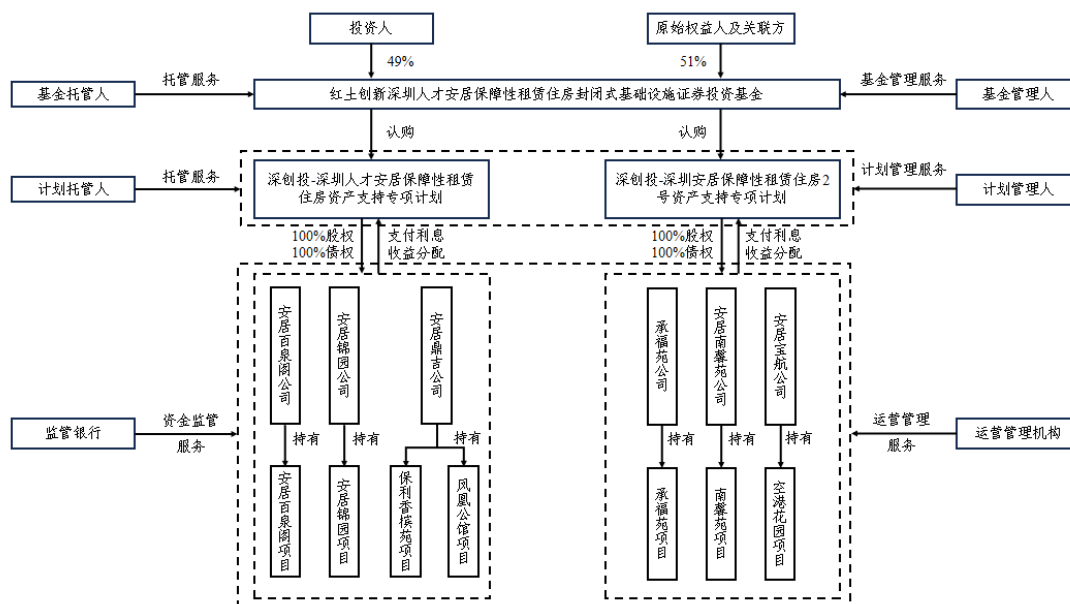 投资人
原始权益人及关联方
49%
51%
托管服务
基金管理服务
基金托管人
红土创新深圳人才安居保障性租赁住房封闭式基础设施证券投资基金
基金管理人
认购
认购
托管服务
计划管理服务
计划托管人
深创投-深圳人才安居保障性租赁
住房资产支持专项计划
深创投-深圳安居保障性租赁住房2
号资产支持专项计划
计划管理人
100%股权
100%债权
支付利息
收益分配
100%股权
100%债权
支付利息
收益分配
安居百泉阁公司
安居锦园公司
安居鼎吉公司
承福苑公司
安居南馨苑公司
安居宝航公司
监管银行
资金监管
服务
持有
持有
持有
持有
持有
持有
运营管理
服务
运营管理机构
安居百泉阁项目
安居锦园项目
保利香槟苑项目
凤凰公馆项目
承福苑项目
南馨苑项目
空港花园项目